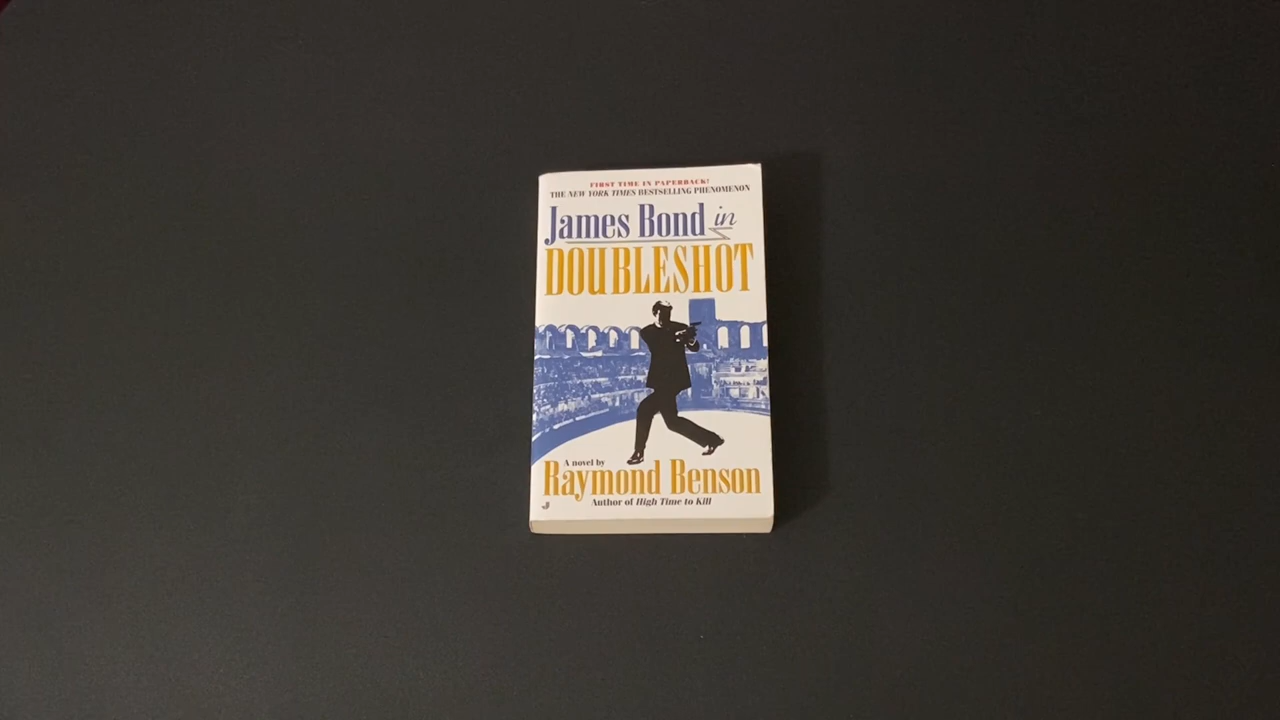 FIRST TIME IN PAPERBACK!
THE NEW YORK TIMES BESTSELLING PHENOMENON
James Bond in
DOUBLESHOT
A novel by
Raymond Benson
Author of High Time to Kill
J